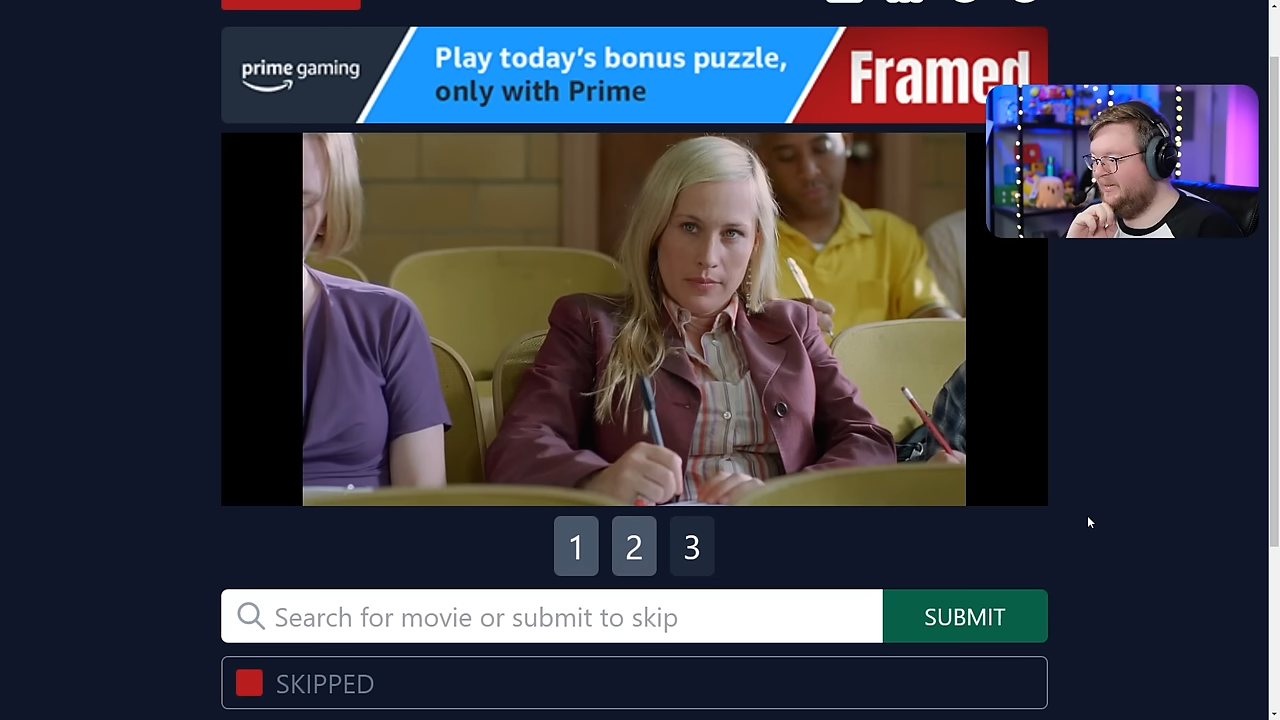 prime gaming
Play today’s bonus puzzle,
only with Prime
Framed
1 2 3
Search for movie or submit to skip
SUBMIT
SKIPPED